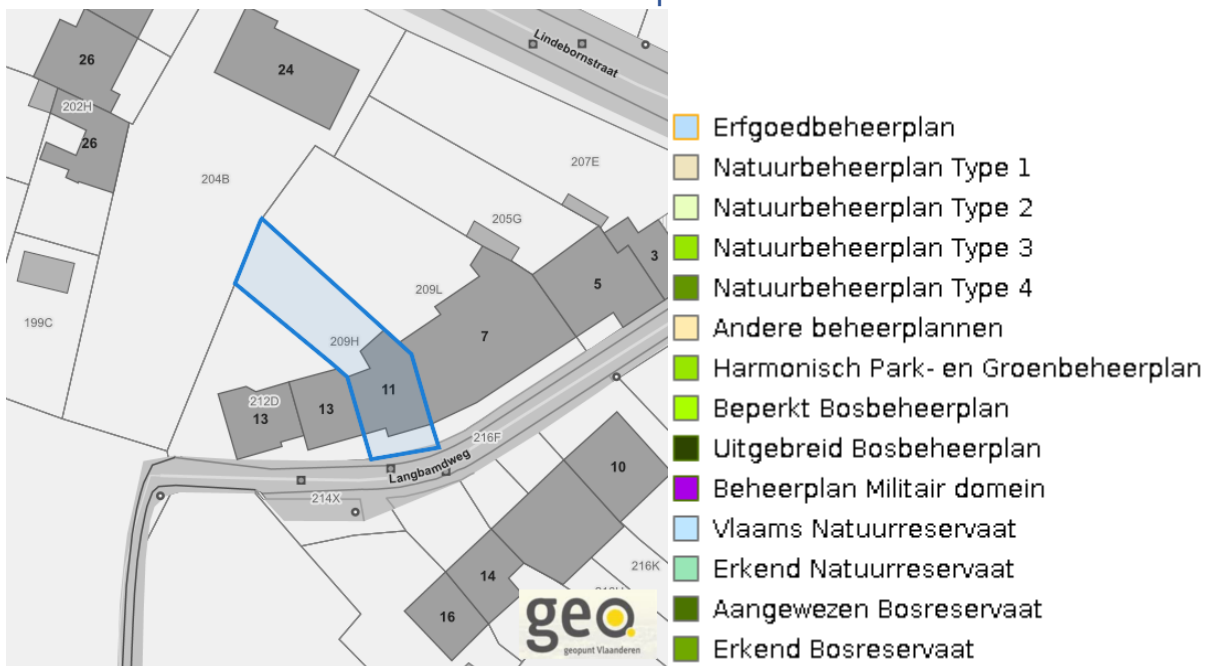 Lindebornstraat
26
24
202H
26
207E
204B
205G
3
5
209L
199C
7
209H
11
212D
13
13
216F
Langbamdweg
10
214X
216K
14
16
geo.
geopunt Vlaanderen
Erfgoedbeheerplan
Natuurbeheerplan Type 1
Natuurbeheerplan Type 2
Natuurbeheerplan Type 3
Natuurbeheerplan Type 4
Andere beheerplannen
Harmonisch Park- en Groenbeheerplan
Beperkt Bosbeheerplan
Uitgebreid Bosbeheerplan
Beheerplan Militair domein
Vlaams Natuurreservaat
Erkend Natuurreservaat
Aangewezen Bosreservaat
Erkend Bosreservaat